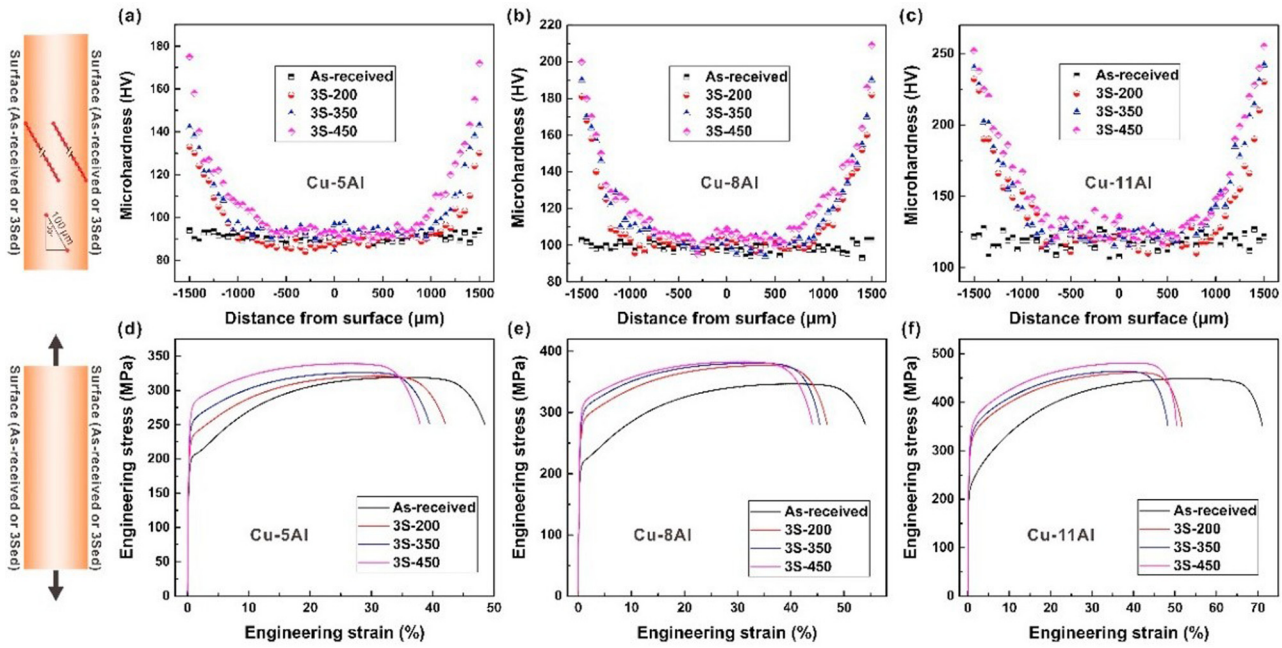 Surface (As-received or 3Sed)
Surface (As-received or 3Sed)
100 μm
(a)
Microhardness (HV)
180
160
140
120
100
80
As-received
3S-200
3S-350
3S-450
Cu-5Al
-1500 -1000 -500 0 500 1000 1500
Distance from surface (μm)
(b)
Microhardness (HV)
220
200
180
160
140
120
100
80
As-received
3S-200
3S-350
3S-450
Cu-8Al
-1500 -1000 -500 0 500 1000 1500
Distance from surface (μm)
(c)
Microhardness (HV)
250
200
150
100
As-received
3S-200
3S-350
3S-450
Cu-11Al
-1500 -1000 -500 0 500 1000 1500
Distance from surface (μm)
Surface (As-received or 3Sed)
Surface (As-received or 3Sed)
(d)
Engineering stress (MPa)
350
325
300
275
250
225
200
175
150
125
100
75
50
25
0
As-received
3S-200
3S-350
3S-450
Cu-5Al
0 10 20 30 40 50
Engineering strain (%)
(e)
Engineering stress (MPa)
400
300
200
100
0
As-received
3S-200
3S-350
3S-450
Cu-8Al
0 10 20 30 40 50
Engineering strain (%)
(f)
Engineering stress (MPa)
500
400
300
200
100
0
As-received
3S-200
3S-350
3S-450
Cu-11Al
0 10 20 30 40 50 60 70
Engineering strain (%)